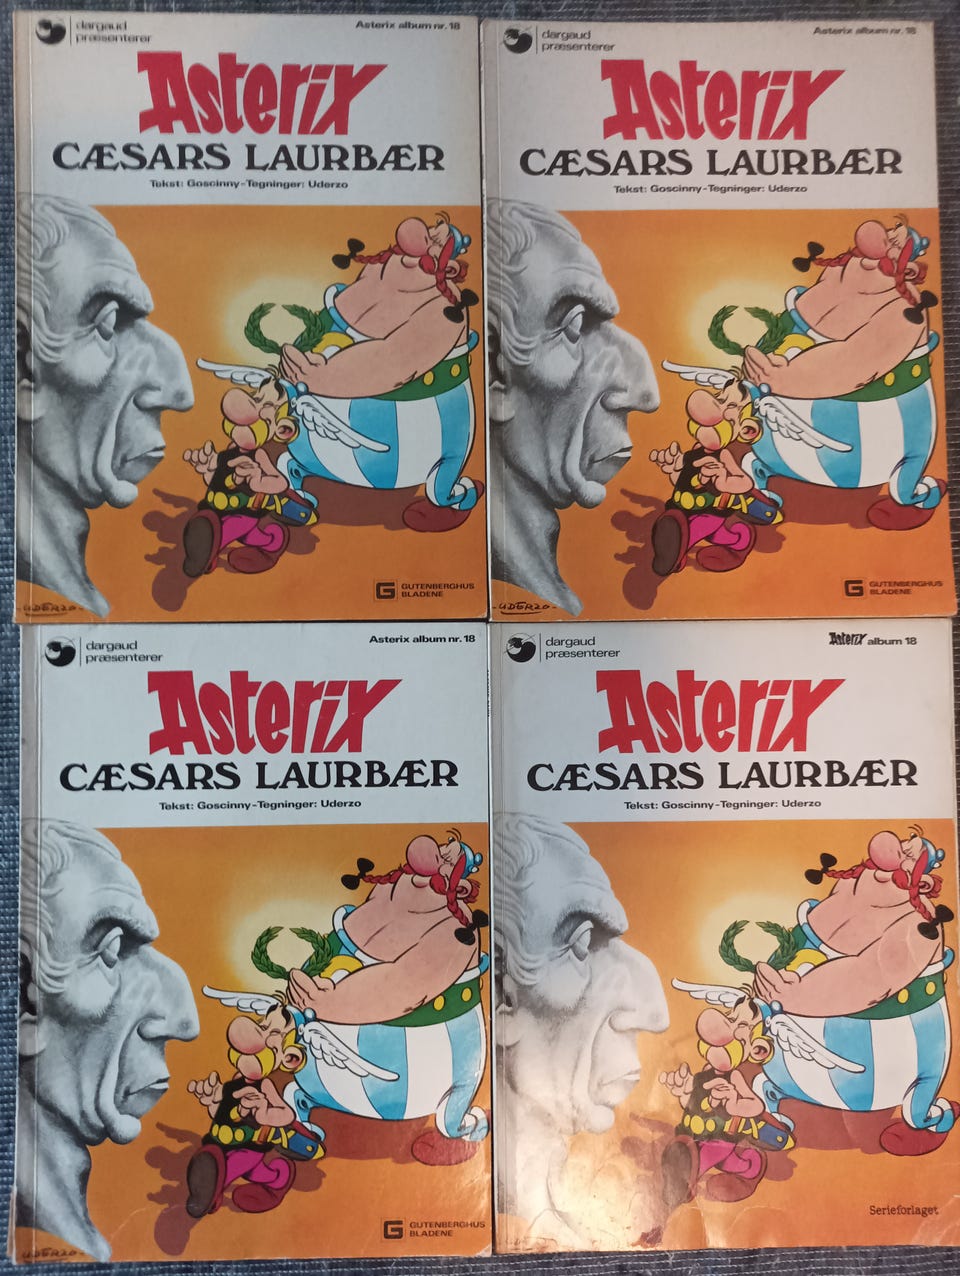 dargaud
præsenterer
Asterix album nr. 18
Asterix
CÆSARS LAURBÆR
Tekst: Goscinny-Tegninger: Uderzo
G GUTENBERGHUS
BLADENE
-UDERZO-
dargaud
præsenterer
Asterix album nr. 18
Asterix
CÆSARS LAURBÆR
Tekst: Goscinny-Tegninger: Uderzo
G GUTENBERGHUS
BLADENE
-UDERZO-
dargaud
præsenterer
Asterix album nr. 18
Asterix
CÆSARS LAURBÆR
Tekst: Goscinny-Tegninger: Uderzo
G GUTENBERGHUS
BLADENE
UDERZO-
dargaud
præsenterer
Asterix album 18
Asterix
CÆSARS LAURBÆR
Tekst: Goscinny-Tegninger: Uderzo
Serieforlaget